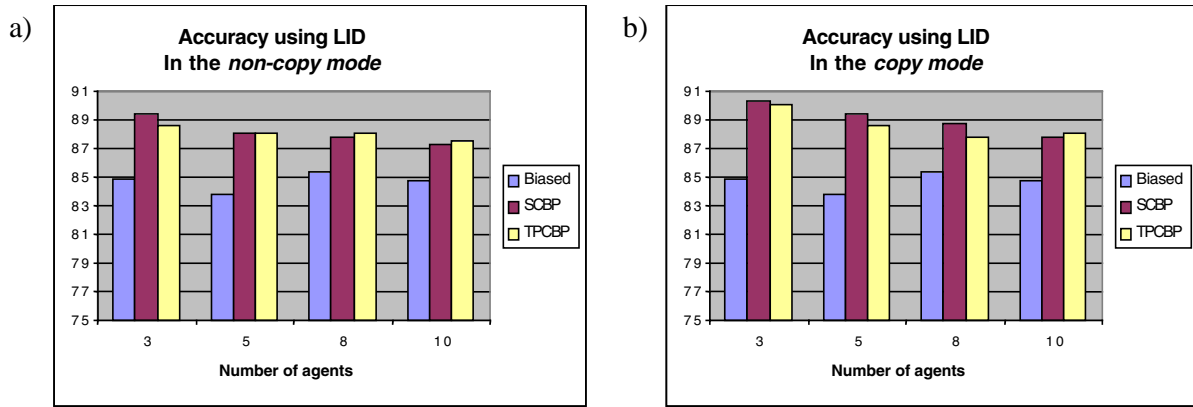 a)
Accuracy using LID
In the non-copy mode
91
89
87
85
83
81
79
77
75
3 5 8 10
Number of agents
Biased
SCBP
TPCBP
b)
Accuracy using LID
In the copy mode
91
89
87
85
83
81
79
77
75
3 5 8 10
Number of agents
Biased
SCBP
TPCBP